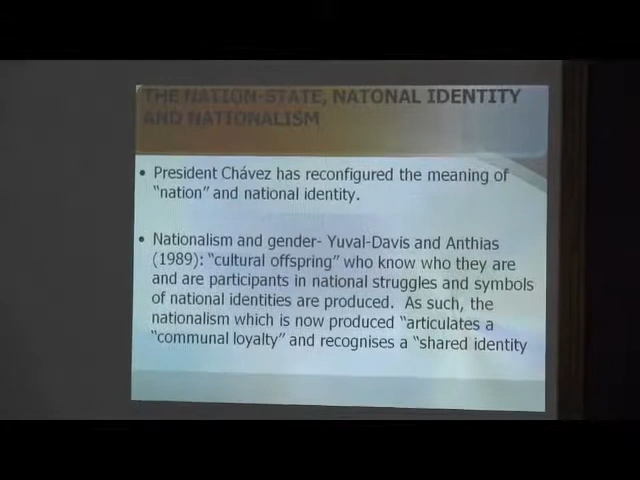 THE NATION-STATE, NATONAL IDENTITY
AND NATIONALISM
• President Chávez has reconfigured the meaning of
“nation” and national identity.
• Nationalism and gender- Yuval-Davis and Anthias
(1989): “cultural offspring” who know who they are
and are participants in national struggles and symbols
of national identities are produced.  As such, the
nationalism which is now produced “articulates a
“communal loyalty” and recognises a “shared identity